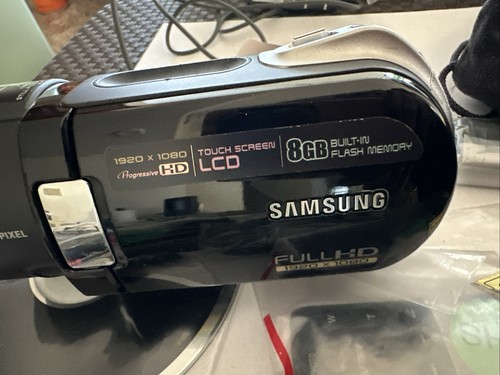 1920 x 1080
Progressive HD
TOUCH SCREEN
LCD
8GB
BUILT-IN
FLASH MEMORY
SAMSUNG
PIXEL
FULL HD
1920 x 1080
W
T